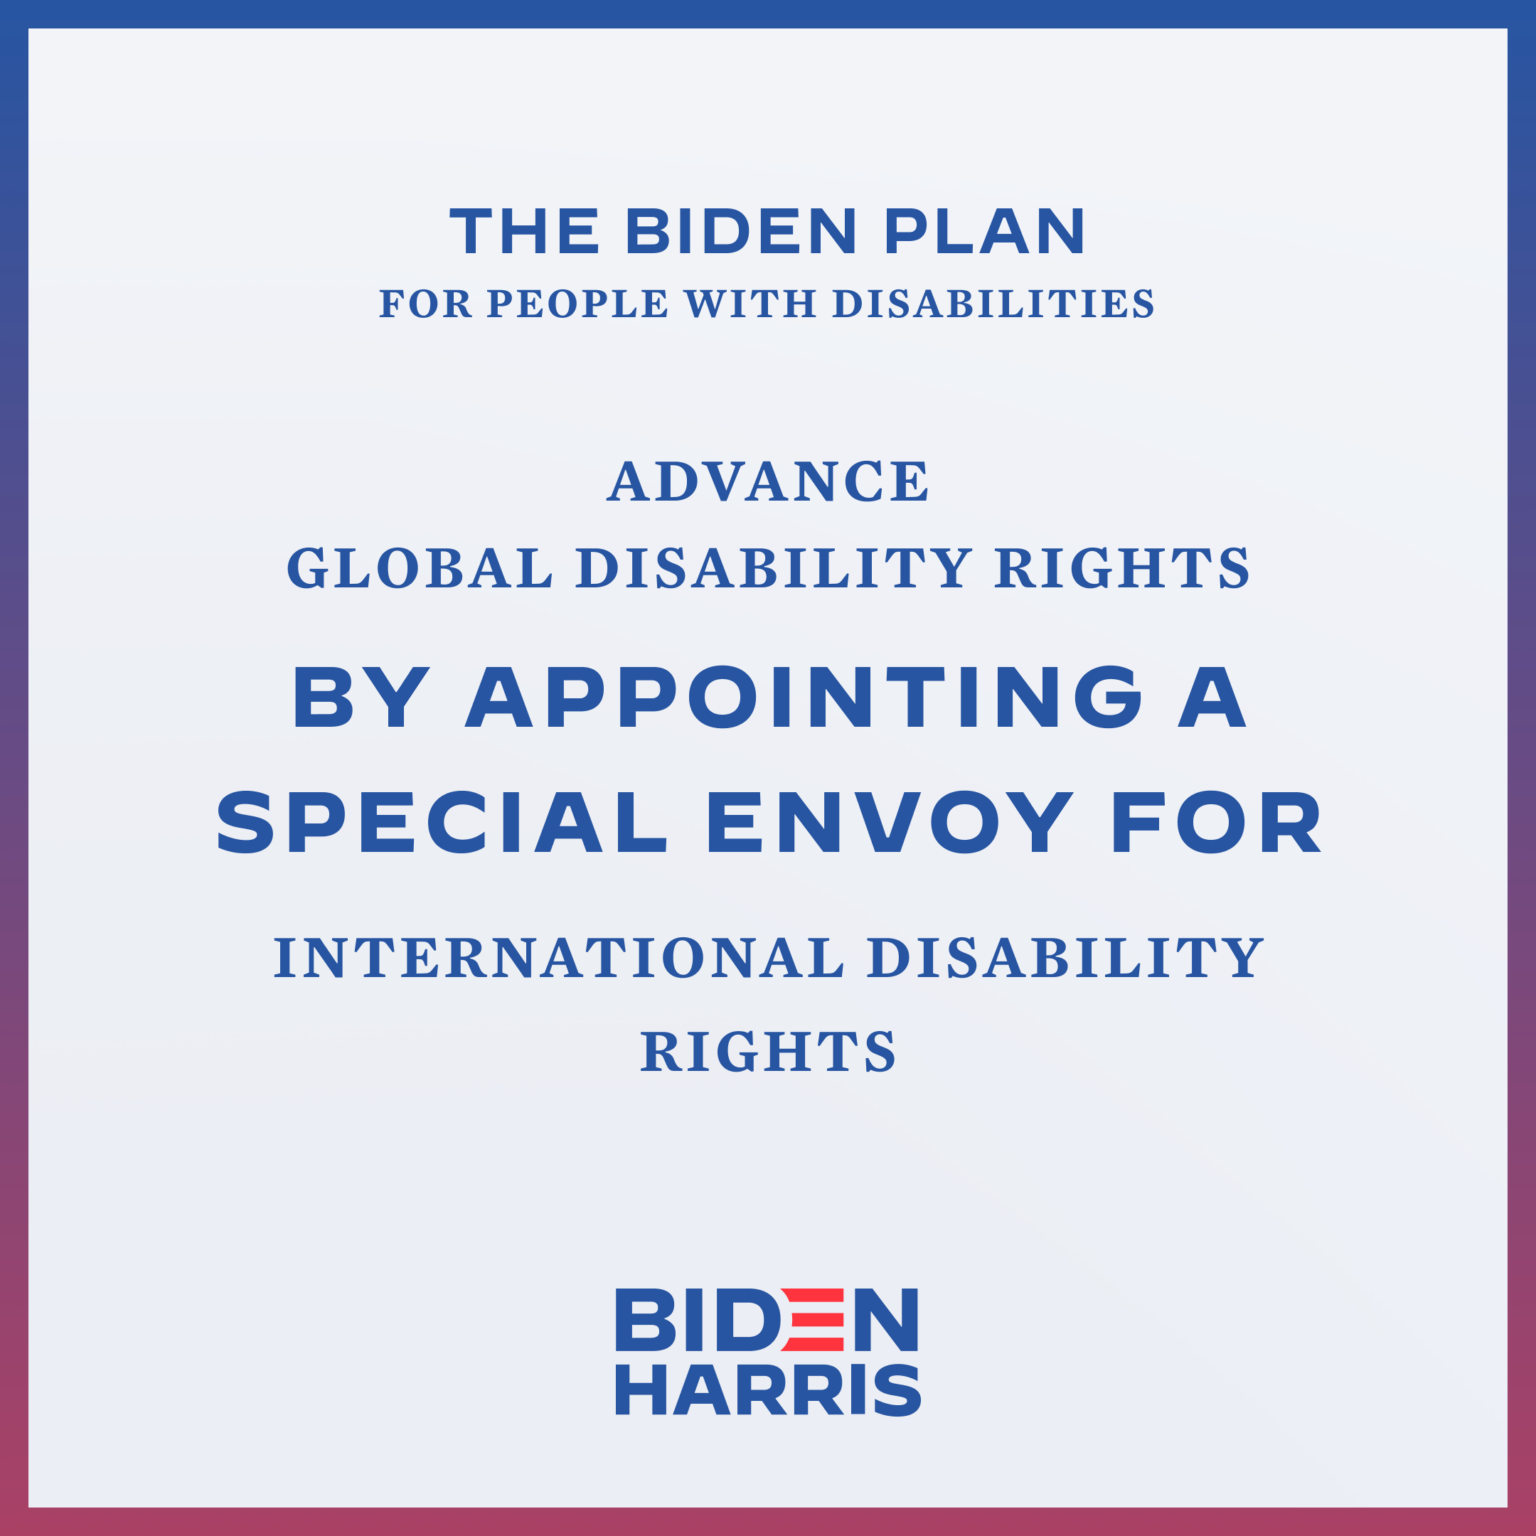 THE BIDEN PLAN
FOR PEOPLE WITH DISABILITIES
ADVANCE
GLOBAL DISABILITY RIGHTS
BY APPOINTING A
SPECIAL ENVOY FOR
INTERNATIONAL DISABILITY
RIGHTS
BIDEN
HARRIS